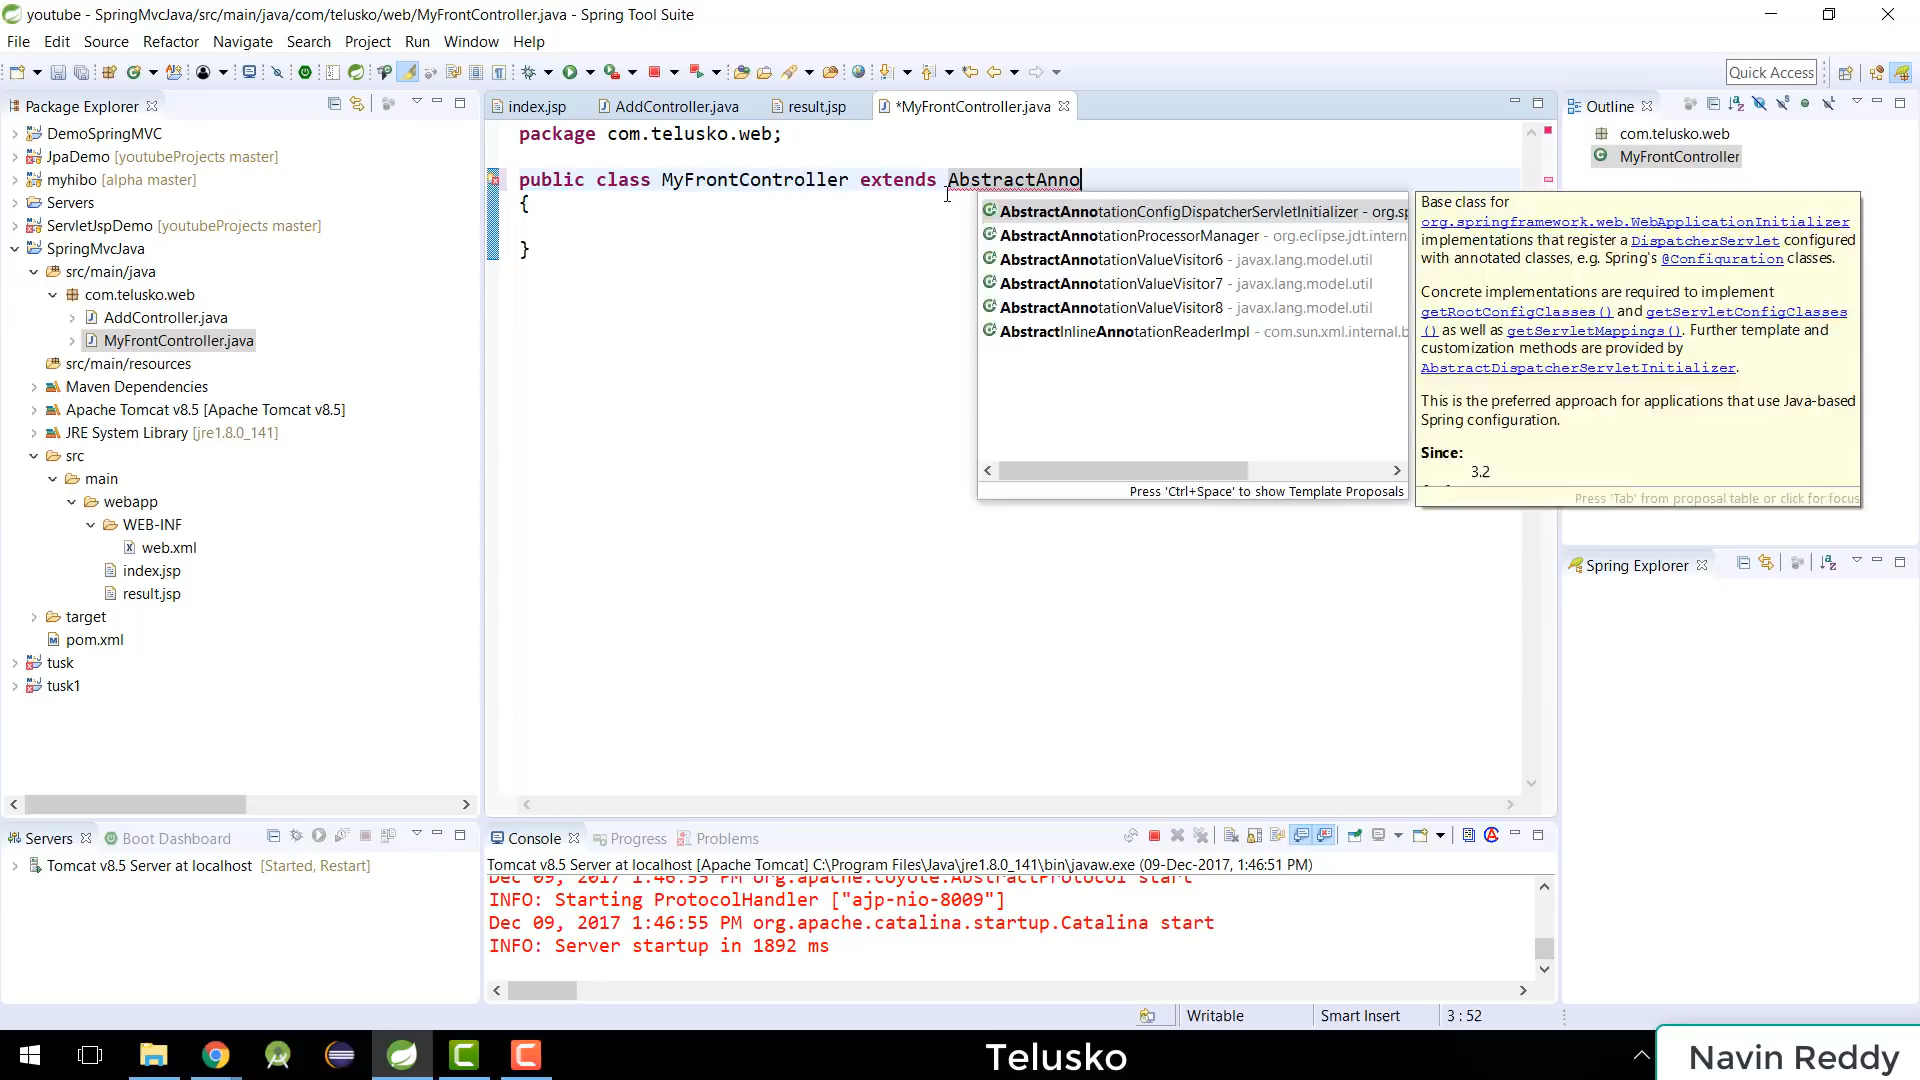 youtube - SpringMvcJava/src/main/java/com/telusko/web/MyFrontController.java - Spring Tool Suite
File Edit Source Refactor Navigate Search Project Run Window Help
Quick Access
Package Explorer
DemoSpringMVC
JpaDemo [youtubeProjects master]
myhibo [alpha master]
Servers
ServletJspDemo [youtubeProjects master]
SpringMvcJava
src/main/java
com.telusko.web
AddController.java
MyFrontController.java
src/main/resources
Maven Dependencies
Apache Tomcat v8.5 [Apache Tomcat v8.5]
JRE System Library [jre1.8.0_141]
src
main
webapp
WEB-INF
web.xml
index.jsp
result.jsp
target
pom.xml
tusk
tusk1
index.jsp AddController.java result.jsp *MyFrontController.java
package com.telusko.web;
public class MyFrontController extends AbstractAnno
{
}
AbstractAnnotationConfigDispatcherServletInitializer - org.sp
AbstractAnnotationProcessorManager - org.eclipse.jdt.intern
AbstractAnnotationValueVisitor6 - javax.lang.model.util
AbstractAnnotationValueVisitor7 - javax.lang.model.util
AbstractAnnotationValueVisitor8 - javax.lang.model.util
AbstractInlineAnnotationReaderImpl - com.sun.xml.internal.b
Press 'Ctrl+Space' to show Template Proposals
Base class for
org.springframework.web.WebApplicationInitializer
implementations that register a DispatcherServlet configured
with annotated classes, e.g. Spring's @Configuration classes.
Concrete implementations are required to implement
getRootConfigClasses() and getServletConfigClasses
() as well as getServletMappings(). Further template and
customization methods are provided by
AbstractDispatcherServletInitializer.
This is the preferred approach for applications that use Java-based
Spring configuration.
Since:
3.2
Press 'Tab' from proposal table or click for focus
Outline
com.telusko.web
MyFrontController
Spring Explorer
Servers Boot Dashboard
Tomcat v8.5 Server at localhost [Started, Restart]
Console Progress Problems
Tomcat v8.5 Server at localhost [Apache Tomcat] C:\Program Files\Java\jre1.8.0_141\bin\javaw.exe (09-Dec-2017, 1:46:51 PM)
Dec 09, 2017 1:46:55 PM org.apache.coyote.AbstractProtocol start
INFO: Starting ProtocolHandler ["ajp-nio-8009"]
Dec 09, 2017 1:46:55 PM org.apache.catalina.startup.Catalina start
INFO: Server startup in 1892 ms
Writable Smart Insert 3 : 52
Telusko
Navin Reddy